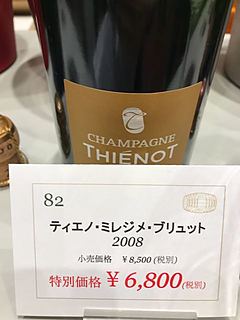 CHAMPAGNE
THIENOT
82
ティエノ・ミレジメ・ブリュット
2008
小売価格 ¥8,500(税別)
特別価格 ¥6,800(税別)